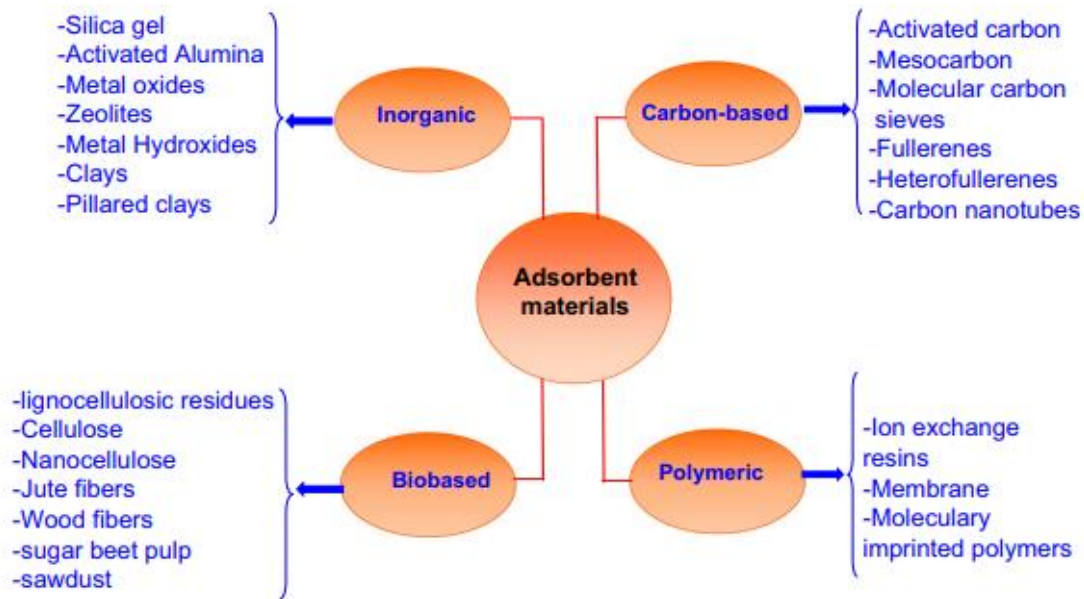 -Silica gel
-Activated Alumina
-Metal oxides
-Zeolites
-Metal Hydroxides
-Clays
-Pillared clays
Inorganic
Carbon-based
-Activated carbon
-Mesocarbon
-Molecular carbon
sieves
-Fullerenes
-Heterofullerenes
-Carbon nanotubes
Adsorbent
materials
-lignocellulosic residues
-Cellulose
-Nanocellulose
-Jute fibers
-Wood fibers
-sugar beet pulp
-sawdust
Biobased
Polymeric
-Ion exchange
resins
-Membrane
-Moleculary
imprinted polymers